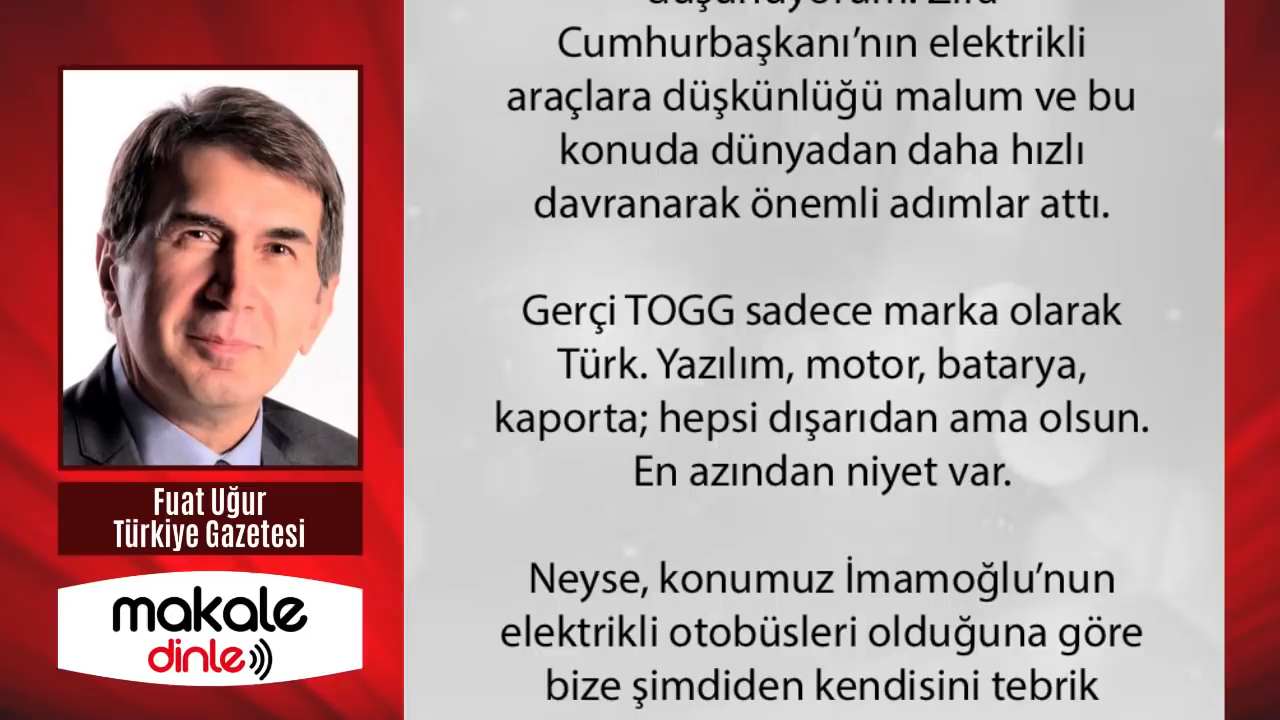 Cumhurbaşkanı’nın elektrikli
araçlara düşkünlüğü malum ve bu
konuda dünyadan daha hızlı
davranarak önemli adımlar attı.
Gerçi TOGG sadece marka olarak
Türk. Yazılım, motor, batarya,
kaporta; hepsi dışarıdan ama olsun.
En azından niyet var.
Neyse, konumuz İmamoğlu’nun
elektrikli otobüsleri olduğuna göre
bize şimdiden kendisini tebrik
Fuat Uğur
Türkiye Gazetesi
makale
dinle